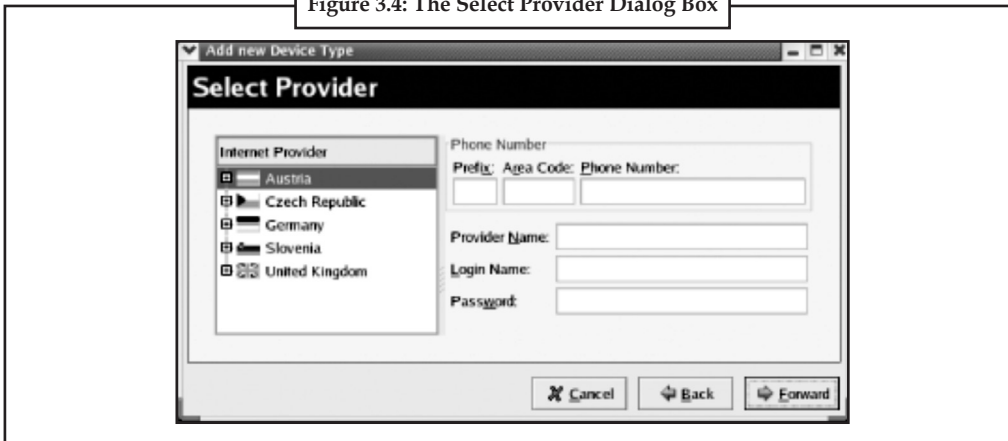 Figure 3.4: The Select Provider Dialog Box
Add new Device Type
Select Provider
Internet Provider
Austria
Czech Republic
Germany
Slovenia
United Kingdom
Phone Number
Prefix: Area Code: Phone Number:
Provider Name:
Login Name:
Password:
Cancel
Back
Forward